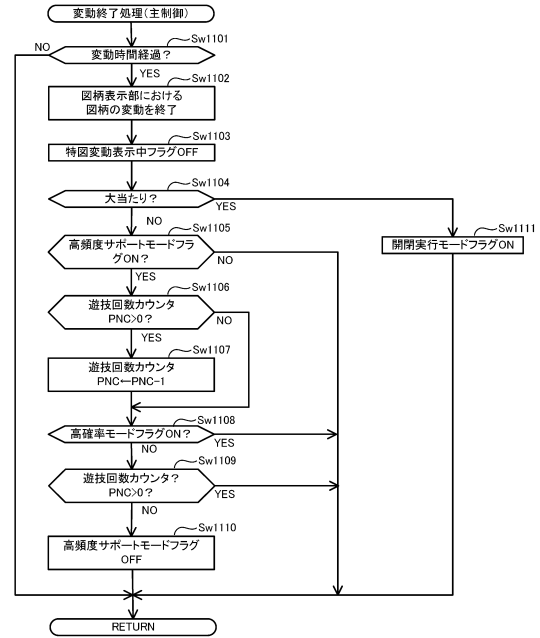 変動終了処理(主制御)
Sw1101
NO
変動時間経過?
YES
Sw1102
図柄表示部における
図柄の変動を終了
Sw1103
特図変動表示中フラグOFF
Sw1104
大当たり?
YES
NO
Sw1105
高頻度サポートモードフラ
グON?
NO
YES
Sw1111
開閉実行モードフラグON
Sw1106
遊技回数カウンタ
PNC>0?
NO
YES
Sw1107
遊技回数カウンタ
PNC←PNC-1
Sw1108
高確率モードフラグON?
YES
NO
Sw1109
遊技回数カウンタ?
PNC>0?
YES
NO
Sw1110
高頻度サポートモードフラグ
OFF
RETURN